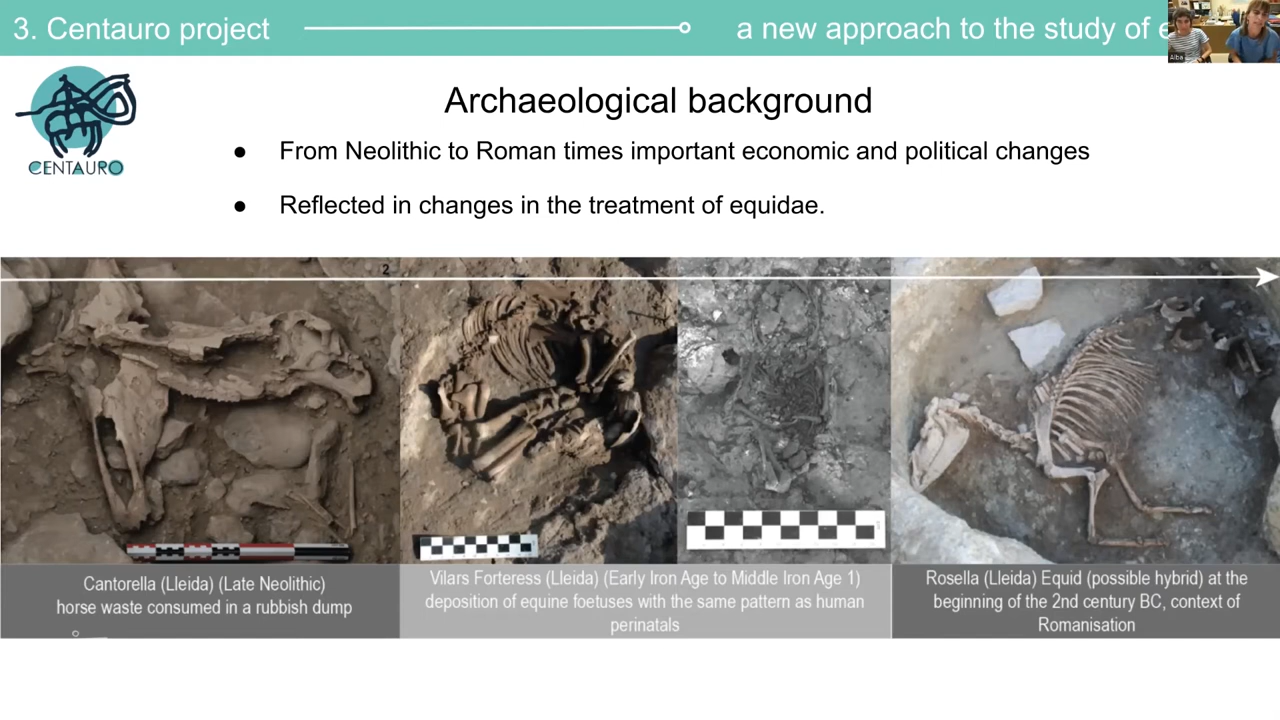 3. Centauro project
a new approach to the study of e
Alba
CENTAURO
Archaeological background
● From Neolithic to Roman times important economic and political changes
● Reflected in changes in the treatment of equidae.
2
Cantorella (Lleida) (Late Neolithic)
horse waste consumed in a rubbish dump
Vilars Forteress (Lleida) (Early Iron Age to Middle Iron Age 1)
deposition of equine foetuses with the same pattern as human
perinatals
Rosella (Lleida) Equid (possible hybrid) at the
beginning of the 2nd century BC, context of
Romanisation